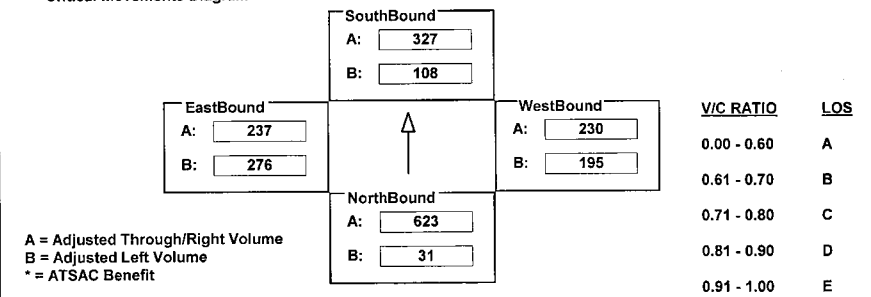 SouthBound
A: 327
B: 108
EastBound
A: 237
B: 276
WestBound
A: 230
B: 195
NorthBound
A: 623
B: 31
A = Adjusted Through/Right Volume
B = Adjusted Left Volume
* = ATSAC Benefit
V/C RATIO LOS
0.00 - 0.60 A
0.61 - 0.70 B
0.71 - 0.80 C
0.81 - 0.90 D
0.91 - 1.00 E